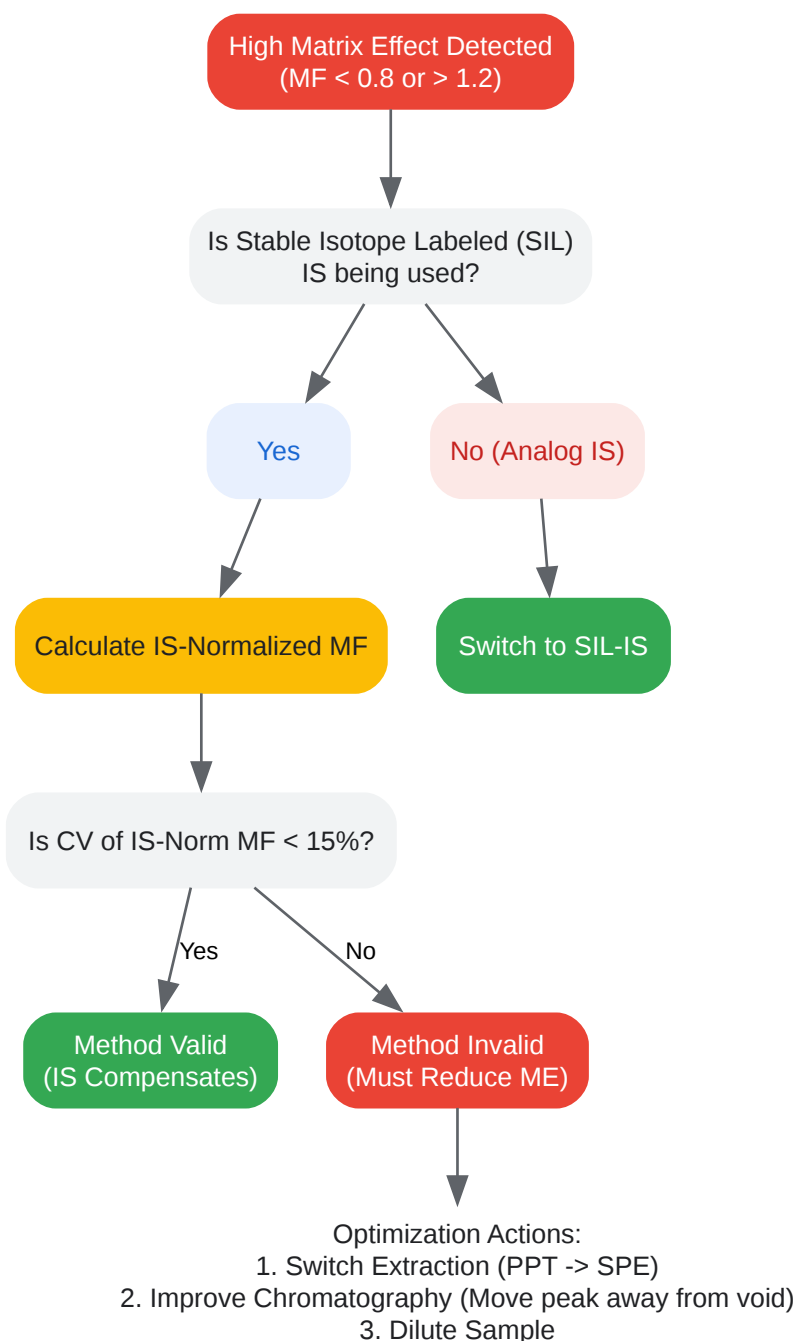 High Matrix Effect Detected
(MF < 0.8 or > 1.2)
Is Stable Isotope Labeled (SIL)
IS being used?
Yes
No (Analog IS)
Calculate IS-Normalized MF
Switch to SIL-IS
Is CV of IS-Norm MF < 15%?
Yes
No
Method Valid
(IS Compensates)
Method Invalid
(Must Reduce ME)
Optimization Actions:
1. Switch Extraction (PPT -> SPE)
2. Improve Chromatography (Move peak away from void)
3. Dilute Sample